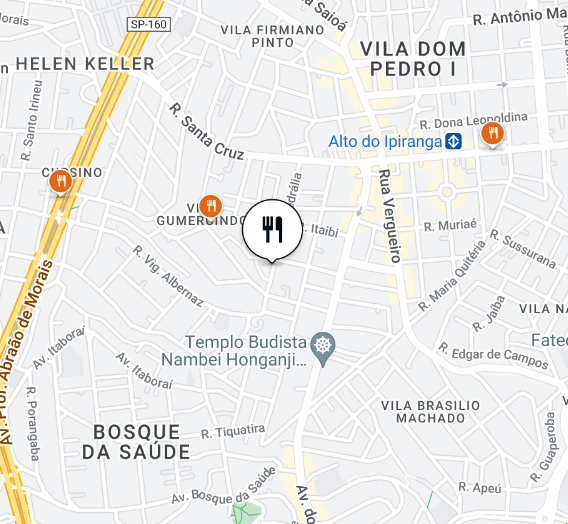 R. Antônio Ma
SP-160
Saioá
VILA FIRMIANO
PINTO
VILA DOM
PEDRO I
HELEN KELLER
R. Santo Irineu
R. Santa Cruz
R. Dona Leopoldina
Alto do Ipiranga
CURSINO
VI
GUMERCINDO
Itaibi
Rua Vergueiro
R. Muriaé
R. Sussurana
R. Maria Quitéria
R. Vig. Albernaz
R. Jaíba
VILA NA
Av. Prof. Abraão de Morais
Templo Budista
Nambei Honganji...
Fatec
R. Edgar de Campos
Av. Itaboraí
Av. Itaboraí
R. Porangaba
VILA BRASILIO
MACHADO
R. Guaperoba
BOSQUE
DA SAÚDE
R. Tiquatira
Av. Bosque da Saúde
R. Apeú
Av. do